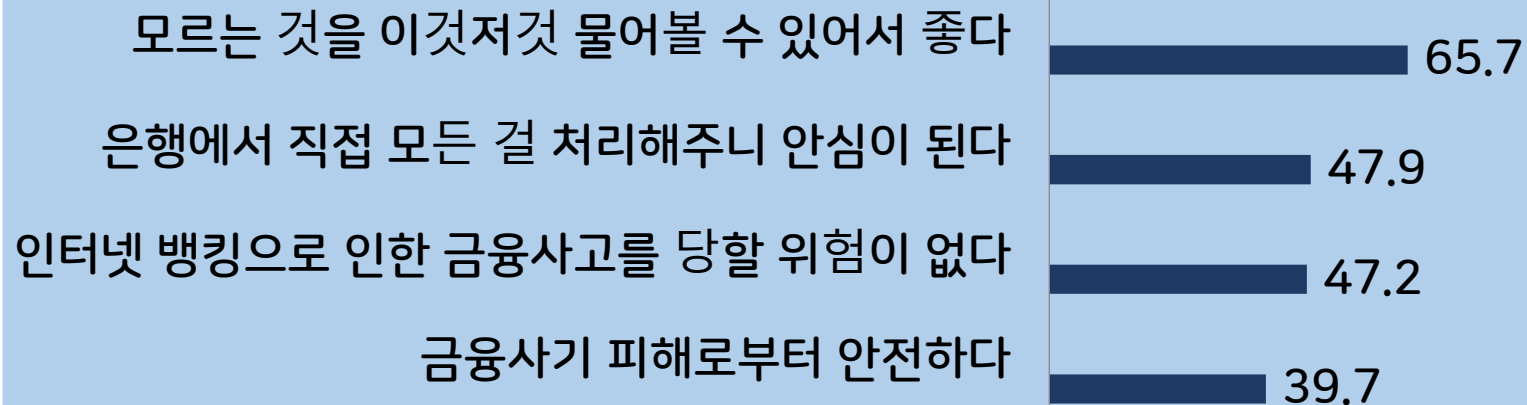 모르는 것을 이것저것 물어볼 수 있어서 좋다 65.7
은행에서 직접 모든 걸 처리해주니 안심이 된다 47.9
인터넷 뱅킹으로 인한 금융사고를 당할 위험이 없다 47.2
금융사기 피해로부터 안전하다 39.7